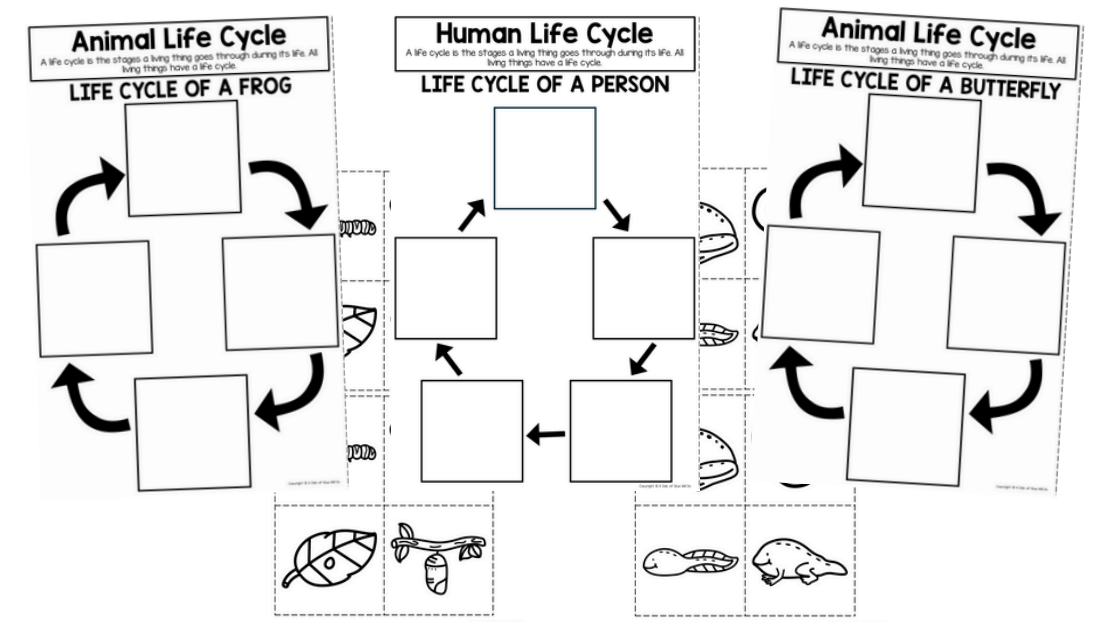 Animal Life Cycle
A life cycle is the stages a living thing goes through during its life. All
living things have a life cycle.
LIFE CYCLE OF A FROG
Human Life Cycle
A life cycle is the stages a living thing goes through during its life. All
living things have a life cycle.
LIFE CYCLE OF A PERSON
Animal Life Cycle
A life cycle is the stages a living thing goes through during its life. All
living things have a life cycle.
LIFE CYCLE OF A BUTTERFLY